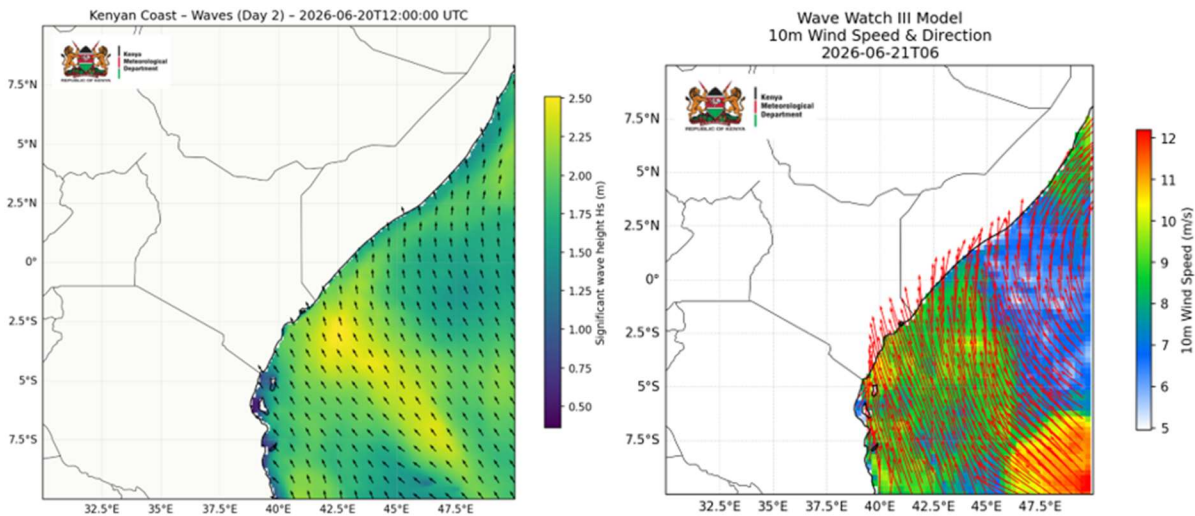 Kenyan Coast – Waves (Day 2) – 2026-06-20T12:00:00 UTC
Kenya
Meteorological
Department
REPUBLIC OF KENYA
7.5°N
5°N
2.5°N
0°
2.5°S
5°S
7.5°S
32.5°E
35°E
37.5°E
40°E
42.5°E
45°E
47.5°E
2.50
2.25
2.00
1.75
1.50
1.25
1.00
0.75
0.50
Significant wave height Hs (m)
Wave Watch III Model
10m Wind Speed & Direction
2026-06-21T06
Kenya
Meteorological
Department
REPUBLIC OF KENYA
7.5°N
5°N
2.5°N
0°
2.5°S
5°S
7.5°S
32.5°E
35°E
37.5°E
40°E
42.5°E
45°E
47.5°E
12
11
10
9
8
7
6
5
10m Wind Speed (m/s)